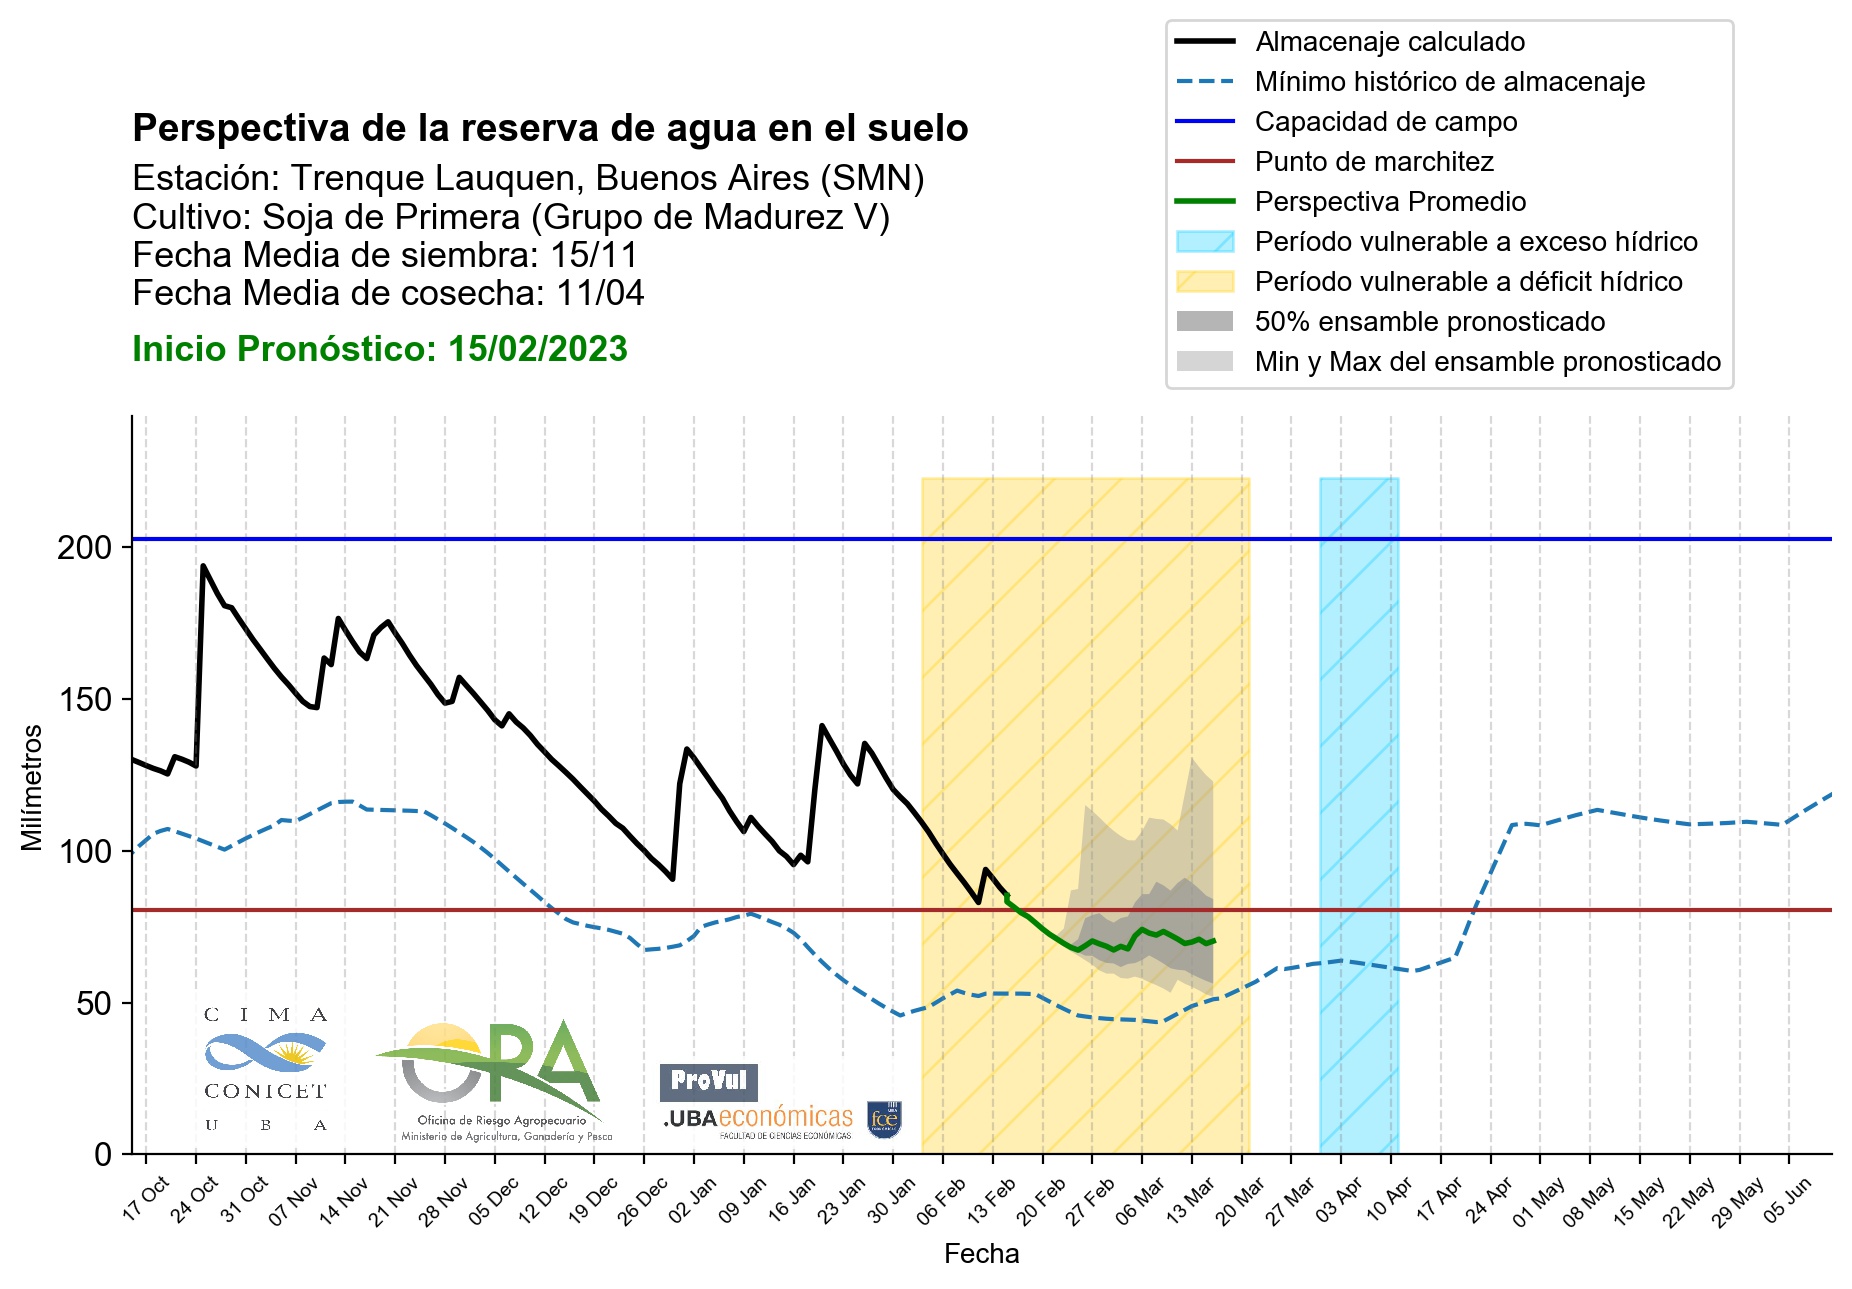 Almacenaje calculado
Mínimo histórico de almacenaje
Capacidad de campo
Punto de marchitez
Perspectiva Promedio
Período vulnerable a exceso hídrico
Período vulnerable a déficit hídrico
50% ensamble pronosticado
Min y Max del ensamble pronosticado
Perspectiva de la reserva de agua en el suelo
Estación: Trenque Lauquen, Buenos Aires (SMN)
Cultivo: Soja de Primera (Grupo de Madurez V)
Fecha Media de siembra: 15/11
Fecha Media de cosecha: 11/04
Inicio Pronóstico: 15/02/2023
Milímetros
200
150
100
50
0
CIMA
CONICET
UBA
ORA
Oficina de Riesgo Agropecuario
Ministerio de Agricultura, Ganadería y Pesca
ProVul
.UBAeconómicas
FACULTAD DE CIENCIAS ECONÓMICAS
fce
17 Oct
24 Oct
31 Oct
07 Nov
14 Nov
21 Nov
28 Nov
05 Dec
12 Dec
19 Dec
26 Dec
02 Jan
09 Jan
16 Jan
23 Jan
30 Jan
06 Feb
13 Feb
20 Feb
27 Feb
06 Mar
13 Mar
20 Mar
27 Mar
03 Apr
10 Apr
17 Apr
24 Apr
01 May
08 May
15 May
22 May
29 May
05 Jun
Fecha